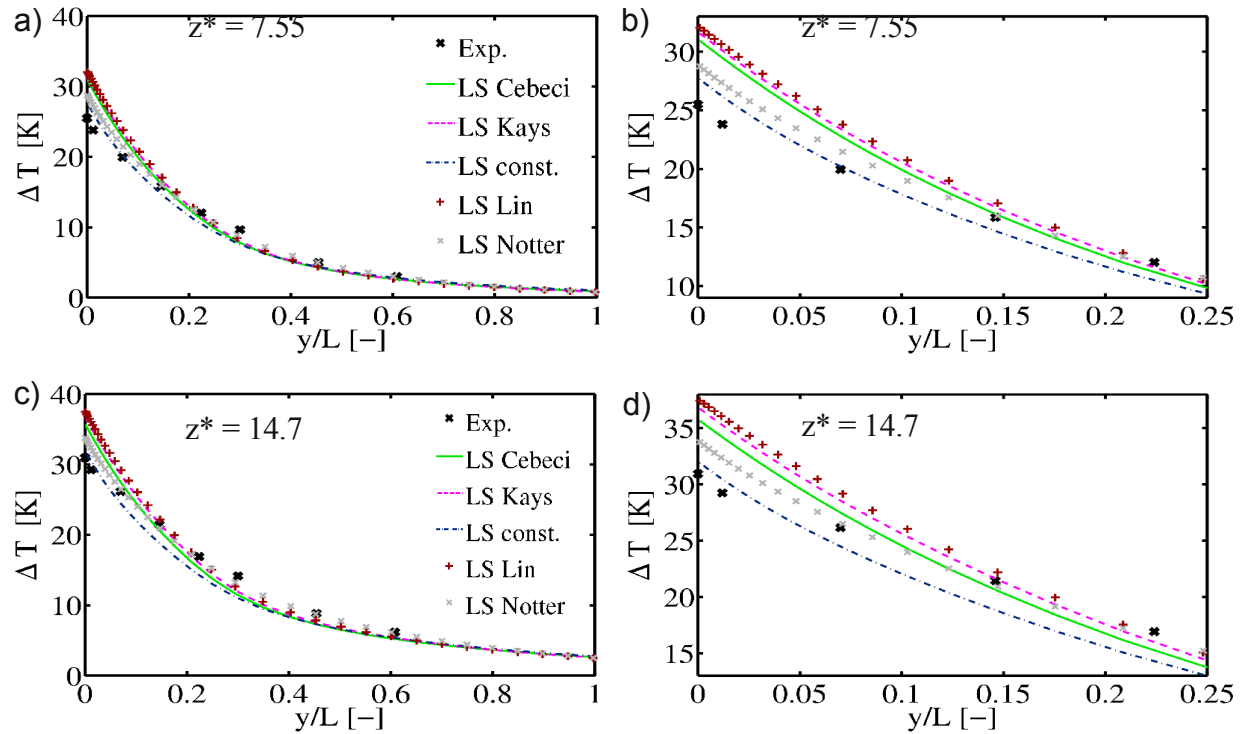 a)
z* = 7.55
40
30
20
10
0
Δ T [K]
0 0.2 0.4 0.6 0.8 1
y/L [−]
Exp.
LS Cebeci
LS Kays
LS const.
LS Lin
LS Notter
b)
z* = 7.55
30
25
20
15
10
Δ T [K]
0 0.05 0.1 0.15 0.2 0.25
y/L [−]
c)
z* = 14.7
40
30
20
10
0
Δ T [K]
0 0.2 0.4 0.6 0.8 1
y/L [−]
Exp.
LS Cebeci
LS Kays
LS const.
LS Lin
LS Notter
d)
z* = 14.7
35
30
25
20
15
Δ T [K]
0 0.05 0.1 0.15 0.2 0.25
y/L [−]